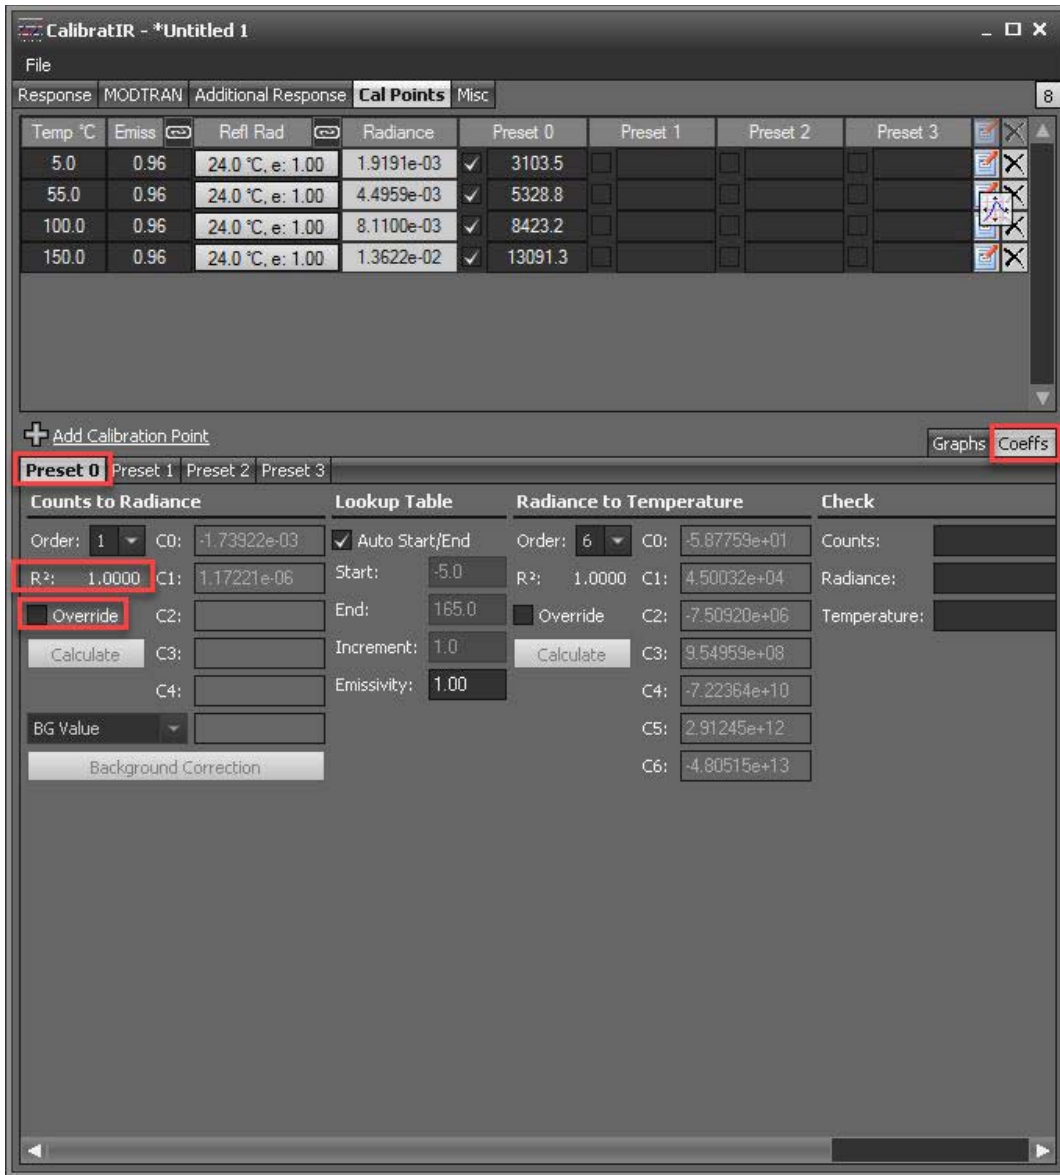 CalibratIR - *Untitled 1
File
Response MODTRAN Additional Response Cal Points Misc 8
Temp °C Emiss Refl Rad Radiance Preset 0 Preset 1 Preset 2 Preset 3
5.0 0.96 24.0 °C, e: 1.00 1.9191e-03 3103.5
55.0 0.96 24.0 °C, e: 1.00 4.4959e-03 5328.8
100.0 0.96 24.0 °C, e: 1.00 8.1100e-03 8423.2
150.0 0.96 24.0 °C, e: 1.00 1.3622e-02 13091.3
Add Calibration Point
Graphs Coeffs
Preset 0 Preset 1 Preset 2 Preset 3
Counts to Radiance Lookup Table Radiance to Temperature Check
Order: 1 C0: -1.73922e-03 Auto Start/End Order: 6 C0: -5.87759e+01 Counts:
R²: 1.0000 C1: 1.17221e-06 Start: -5.0 R²: 1.0000 C1: 4.50032e+04 Radiance:
Override C2: End: 165.0 Override C2: -7.50920e+06 Temperature:
Calculate C3: Increment: 1.0 Calculate C3: 9.54959e+08
C4: Emissivity: 1.00 C4: -7.22364e+10
BG Value C5: 2.91245e+12
Background Correction C6: -4.80515e+13